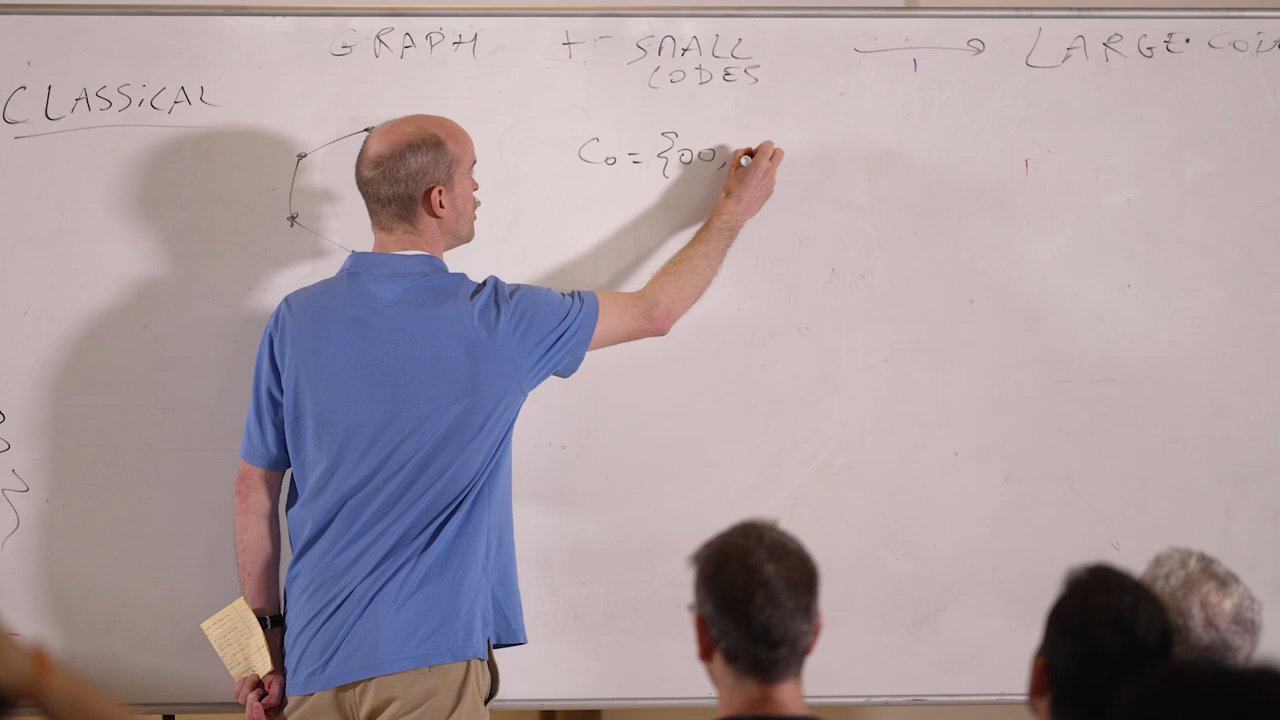 GRAPH + SMALL → LARGE
CODES
CLASSICAL
C₀ = {00,